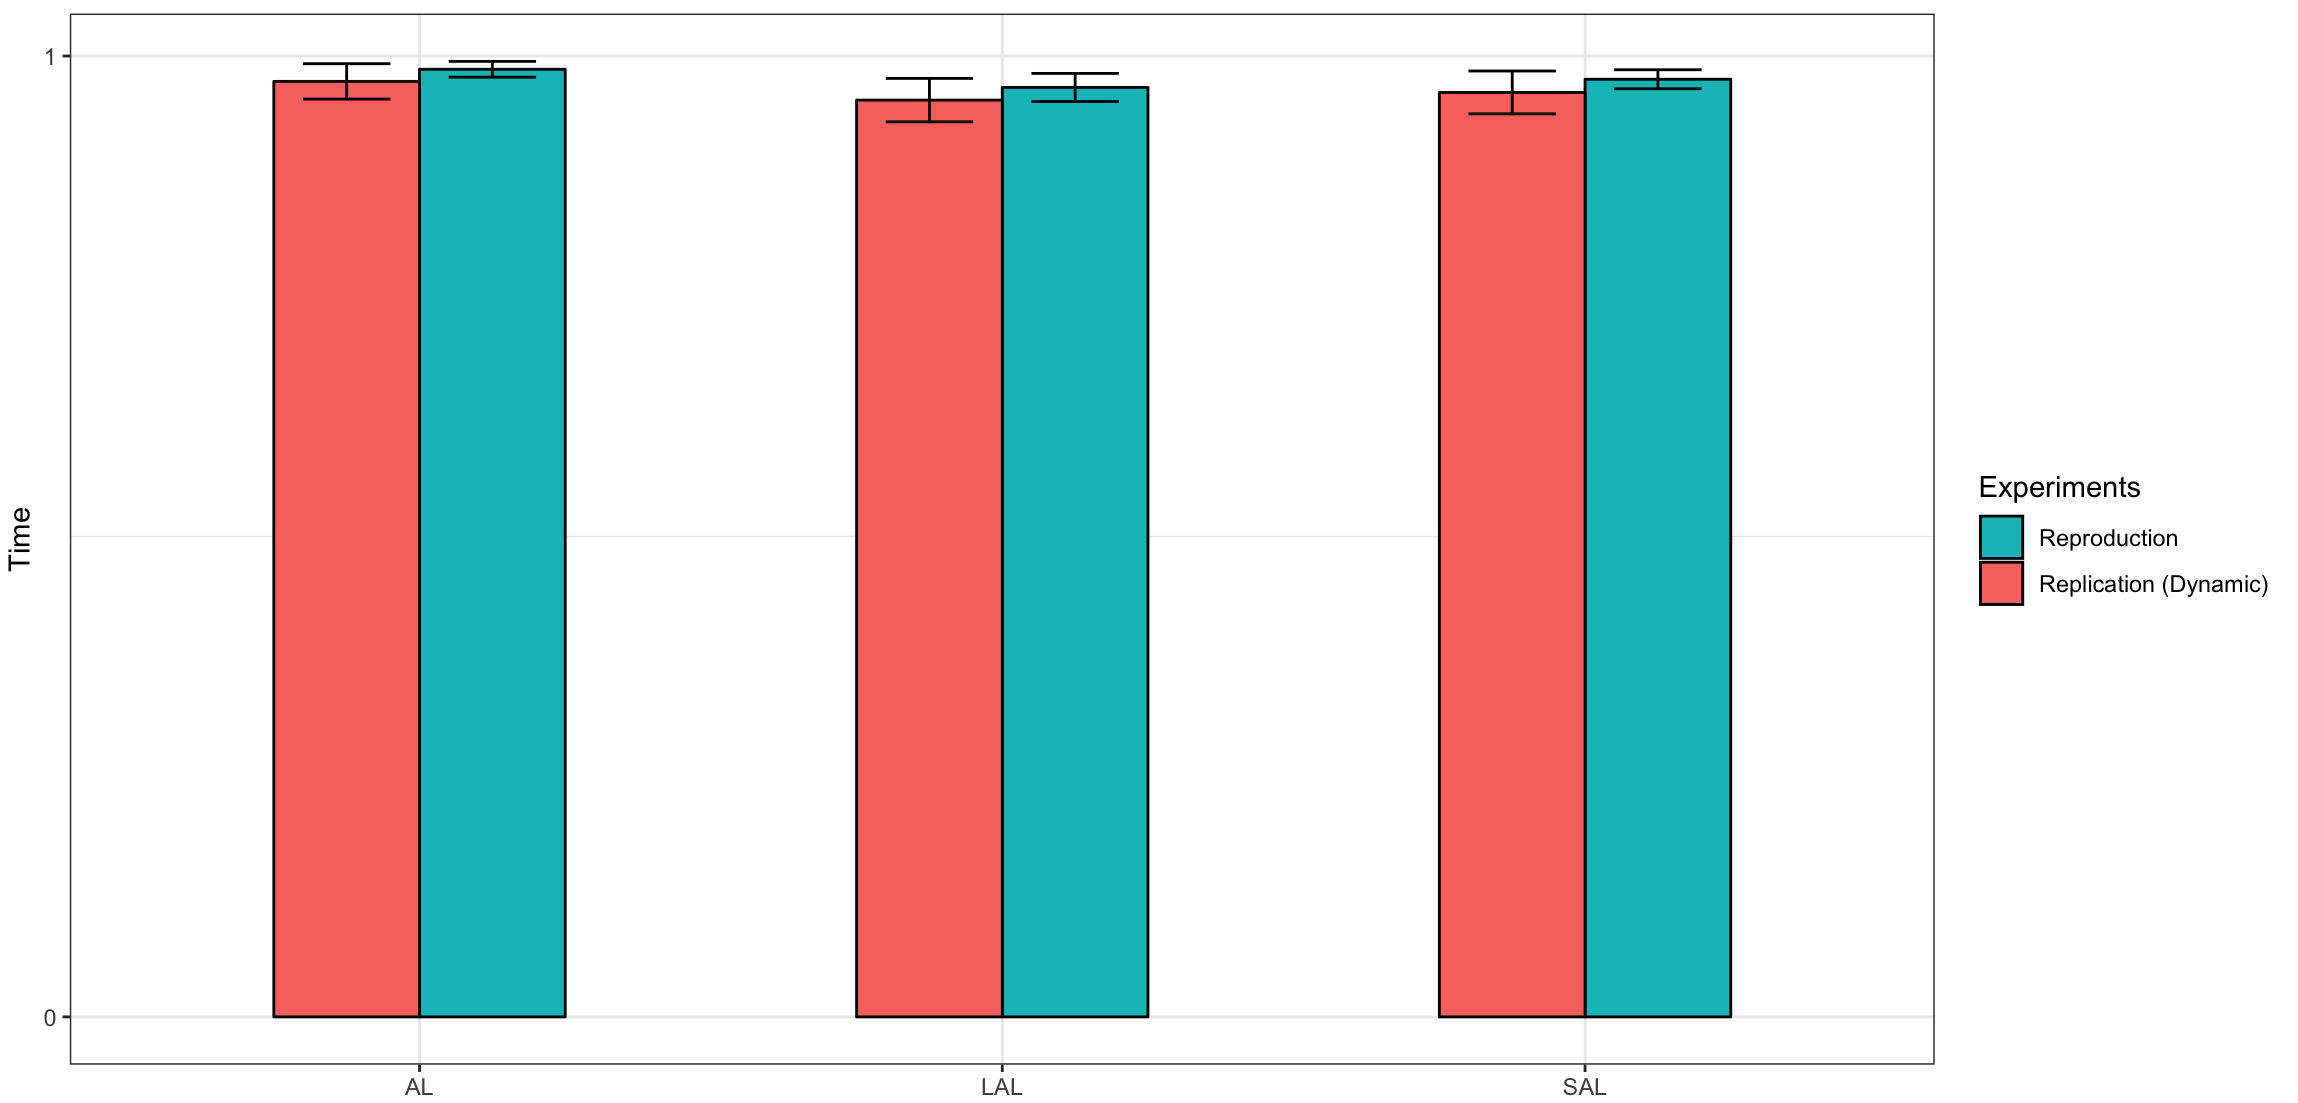 1
0
Time
AL
LAL
SAL
Experiments
Reproduction
Replication (Dynamic)